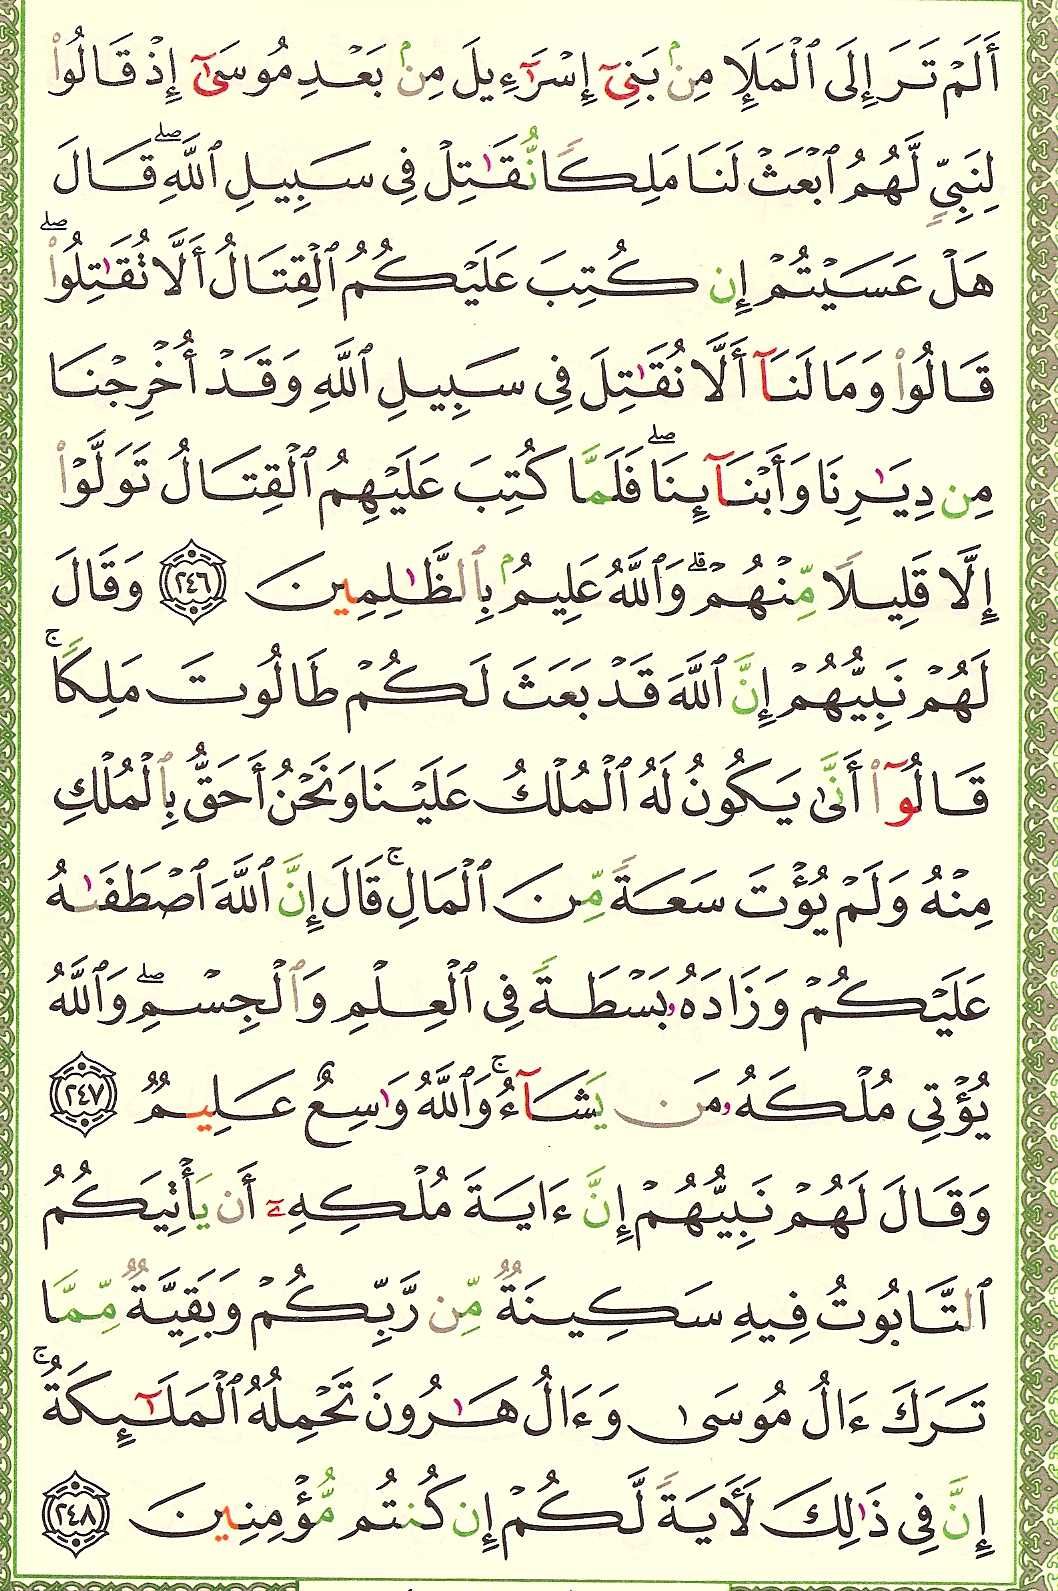 أَلَمْ تَرَ إِلَى ٱلْمَلَإِ مِنۢ بَنِىٓ إِسْرَٰٓءِيلَ مِنۢ بَعْدِ مُوسَىٰٓ إِذْ قَالُوا۟
لِنَبِىٍّ لَّهُمُ ٱبْعَثْ لَنَا مَلِكًا نُّقَٰتِلْ فِى سَبِيلِ ٱللَّهِ ۖ قَالَ
هَلْ عَسَيْتُمْ إِن كُتِبَ عَلَيْكُمُ ٱلْقِتَالُ أَلَّا تُقَٰتِلُوا۟ ۖ
قَالُوا۟ وَمَا لَنَآ أَلَّا نُقَٰتِلَ فِى سَبِيلِ ٱللَّهِ وَقَدْ أُخْرِجْنَا
مِن دِيَٰرِنَا وَأَبْنَآئِنَا ۖ فَلَمَّا كُتِبَ عَلَيْهِمُ ٱلْقِتَالُ تَوَلَّوْا۟
إِلَّا قَلِيلًا مِّنْهُمْ ۗ وَٱللَّهُ عَلِيمٌۢ بِٱلظَّٰلِمِينَ ٢٤٦ وَقَالَ
لَهُمْ نَبِيُّهُمْ إِنَّ ٱللَّهَ قَدْ بَعَثَ لَكُمْ طَالُوتَ مَلِكًا ۚ
قَالُوٓا۟ أَنَّىٰ يَكُونُ لَهُ ٱلْمُلْكُ عَلَيْنَا وَنَحْنُ أَحَقُّ بِٱلْمُلْكِ
مِنْهُ وَلَمْ يُؤْتَ سَعَةً مِّنَ ٱلْمَالِ ۚ قَالَ إِنَّ ٱللَّهَ ٱصْطَفَىٰهُ
عَلَيْكُمْ وَزَادَهُۥ بَسْطَةً فِى ٱلْعِلْمِ وَٱلْجِسْمِ ۖ وَٱللَّهُ
يُؤْتِى مُلْكَهُۥ مَن يَشَآءُ ۚ وَٱللَّهُ وَٰسِعٌ عَلِيمٌ ٢٤٧
وَقَالَ لَهُمْ نَبِيُّهُمْ إِنَّ ءَايَةَ مُلْكِهِۦٓ أَن يَأْتِيَكُمُ
ٱلتَّابُوتُ فِيهِ سَكِينَةٌ مِّن رَّبِّكُمْ وَبَقِيَّةٌ مِّمَّا
تَرَكَ ءَالُ مُوسَىٰ وَءَالُ هَٰرُونَ تَحْمِلُهُ ٱلْمَلَٰٓئِكَةُ ۚ
إِنَّ فِى ذَٰلِكَ لَءَايَةً لَّكُمْ إِن كُنتُم مُّؤْمِنِينَ ٢٤٨